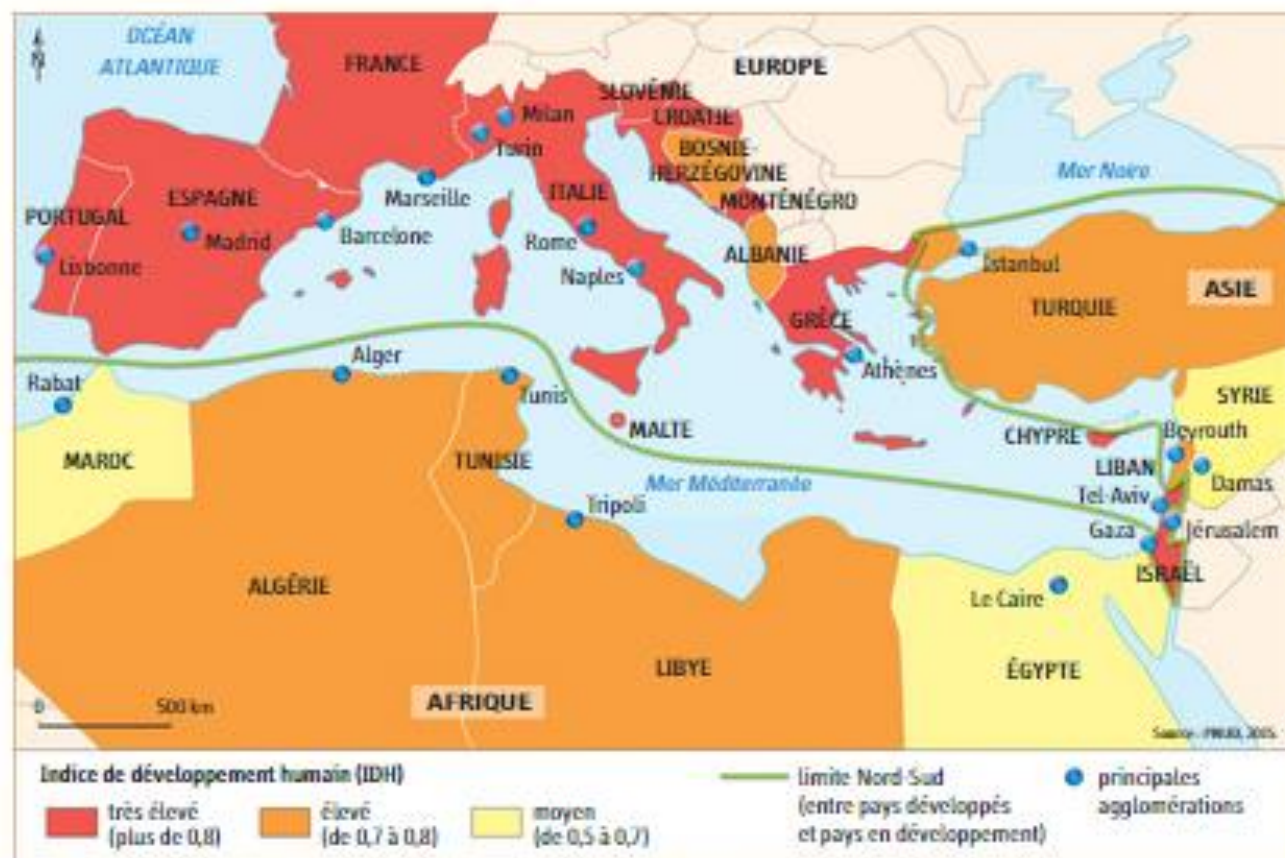 N
OCÉAN
ATLANTIQUE
FRANCE
EUROPE
SLOVÉNIE
Milan
CROATIE
Turin
BOSNIE-
HERZÉGOVINE
Mer Noire
Marseille
ITALIE
MONTÉNÉGRO
ESPAGNE
PORTUGAL
Madrid
Barcelone
Rome
ALBANIE
Lisbonne
Naples
Istanbul
ASIE
TURQUIE
GRÈCE
Alger
Athènes
Rabat
Tunis
SYRIE
MALTE
CHYPRE
Beyrouth
MAROC
TUNISIE
LIBAN
Mer Méditerranée
Damas
Tel-Aviv
Tripoli
Gaza
Jérusalem
ISRAËL
ALGÉRIE
Le Caire
LIBYE
ÉGYPTE
AFRIQUE
0 500 km
Source : PNUD, 2015.
Indice de développement humain (IDH)
très élevé
(plus de 0,8)
élevé
(de 0,7 à 0,8)
moyen
(de 0,5 à 0,7)
limite Nord-Sud
(entre pays développés
et pays en développement)
principales
agglomérations